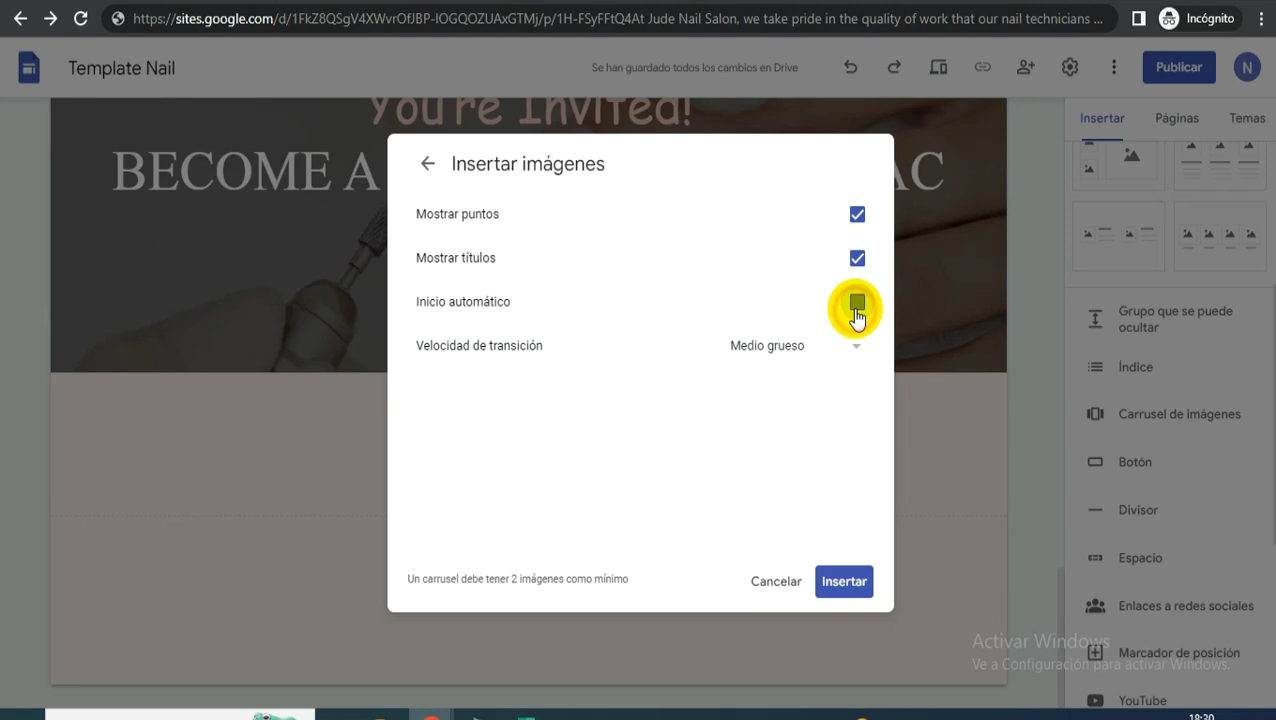 https://sites.google.com/d/1FkZ8QSgV4XWvrOfJBP-IOGQOZUAxGTMj/p/1H-FSyFFtQ4At Jude Nail Salon, we take pride in the quality of work that our nail technicians ...
Incógnito
Template Nail
Se han guardado todos los cambios en Drive
Publicar
N
You're Invited!
BECOME A
AC
Insertar
Páginas
Temas
Insertar imágenes
Mostrar puntos
Mostrar títulos
Inicio automático
Velocidad de transición
Medio grueso
Un carrusel debe tener 2 imágenes como mínimo
Cancelar
Insertar
Grupo que se puede
ocultar
Índice
Carrusel de imágenes
Botón
Divisor
Espacio
Enlaces a redes sociales
Marcador de posición
YouTube
Activar Windows
Ve a Configuración para activar Windows.
18:30